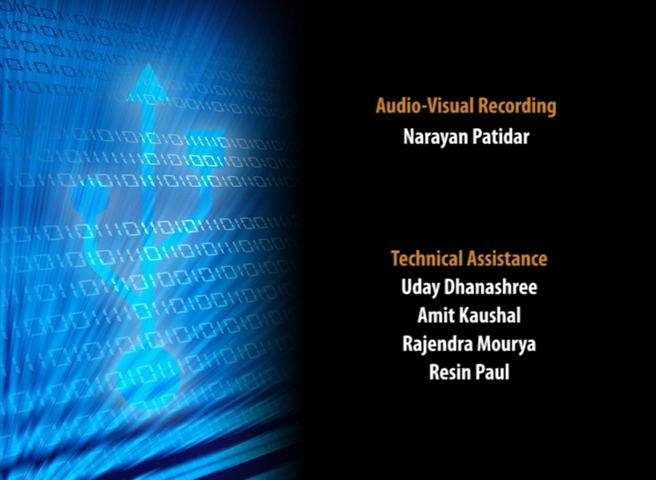 Audio-Visual Recording
Narayan Patidar
Technical Assistance
Uday Dhanashree
Amit Kaushal
Rajendra Mourya
Resin Paul